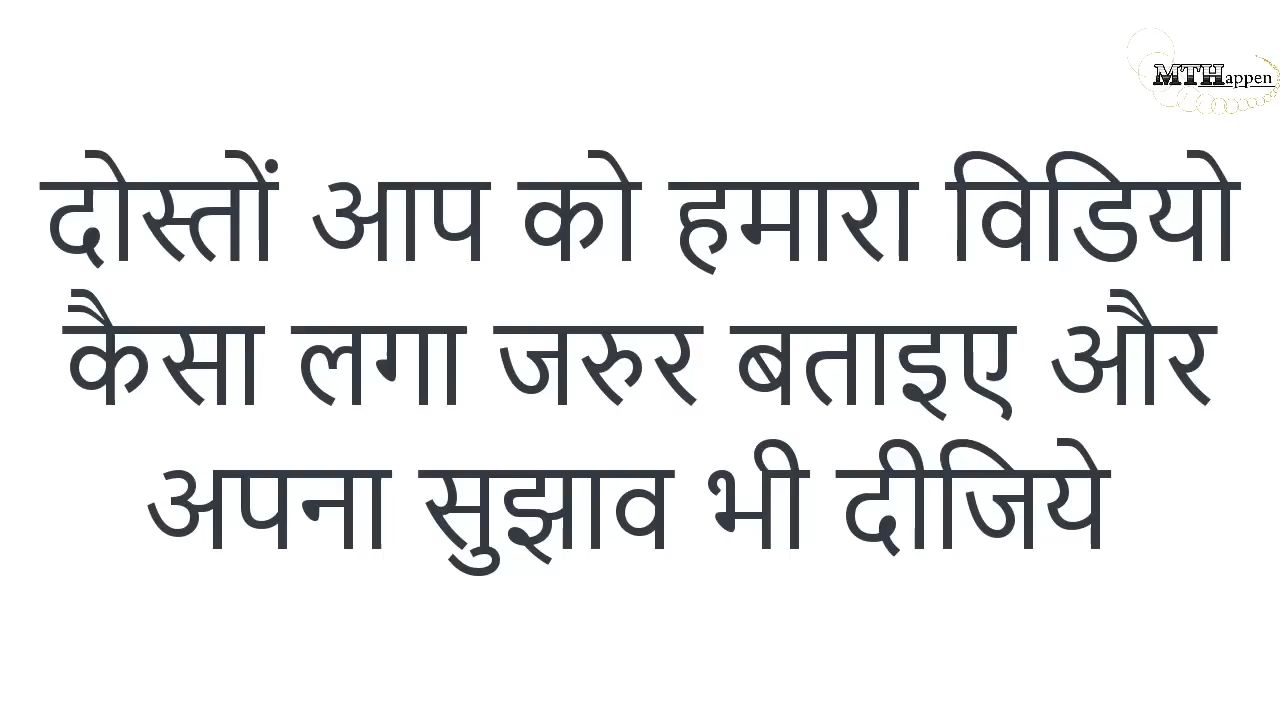 MTHappen
दोस्तों आप को हमारा विडियो
कैसा लगा जरुर बताइए और
अपना सुझाव भी दीजिये